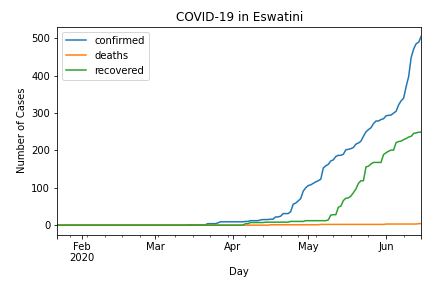 COVID-19 in Eswatini
confirmed
deaths
recovered
Number of Cases
500
400
300
200
100
0
Feb Mar Apr May Jun
2020
Day